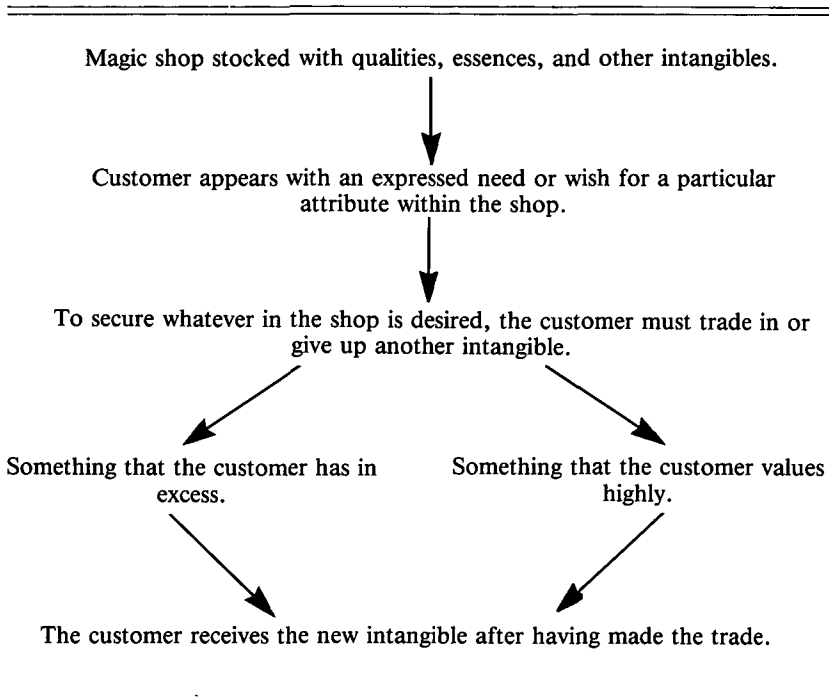 Magic shop stocked with qualities, essences, and other intangibles.
Customer appears with an expressed need or wish for a particular
attribute within the shop.
To secure whatever in the shop is desired, the customer must trade in or
give up another intangible.
Something that the customer has in
excess.
Something that the customer values
highly.
The customer receives the new intangible after having made the trade.